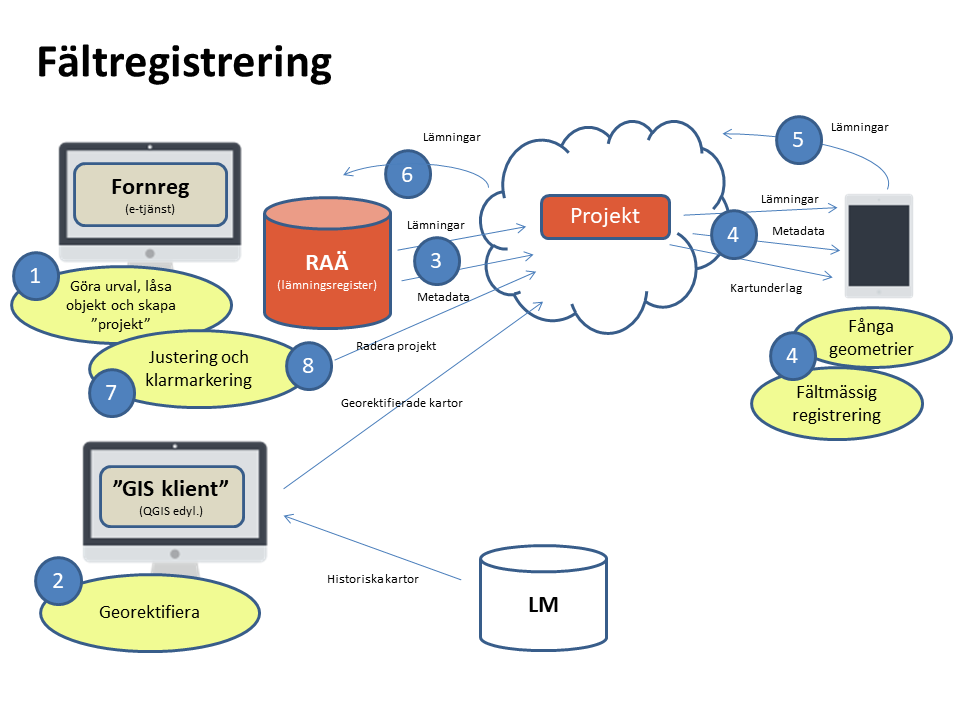 Fältregistrering
Lämningar
5
Lämningar
Fornreg
(e-tjänst)
6
Lämningar
Projekt
Lämningar
4
Metadata
RAÄ
(lämningsregister)
3
1
Göra urval, låsa
objekt och skapa
”projekt”
Metadata
Kartunderlag
Radera projekt
Justering och
klarmarkering
8
7
Fånga
geometrier
4
Fältmässig
registrering
Georektifierade kartor
”GIS klient”
(QGIS edyl.)
2
Georektifiera
Historiska kartor
LM